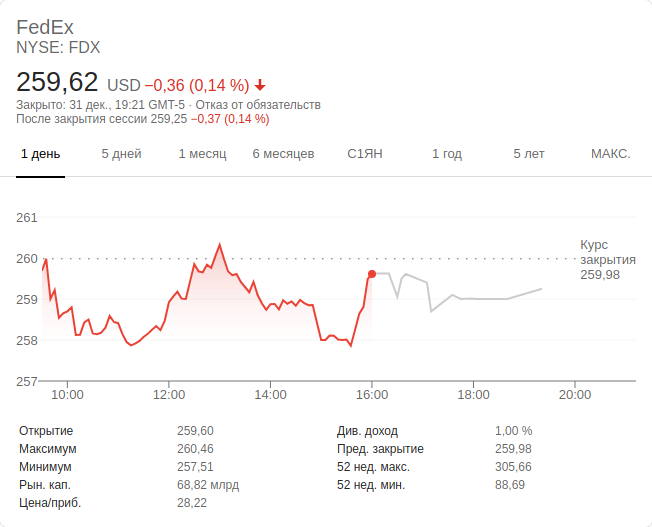 FedEx
NYSE: FDX
259,62 USD −0,36 (0,14 %)
Закрыто: 31 дек., 19:21 GMT-5 · Отказ от обязательств
После закрытия сессии 259,25 −0,37 (0,14 %)
1 день 5 дней 1 месяц 6 месяцев С1ЯН 1 год 5 лет МАКС.
261
260
259
258
257
Курс
закрытия
259,98
10:00 12:00 14:00 16:00 18:00 20:00
Открытие 259,60 Див. доход 1,00 %
Максимум 260,46 Пред. закрытие 259,98
Минимум 257,51 52 нед. макс. 305,66
Рын. кап. 68,82 млрд 52 нед. мин. 88,69
Цена/приб. 28,22